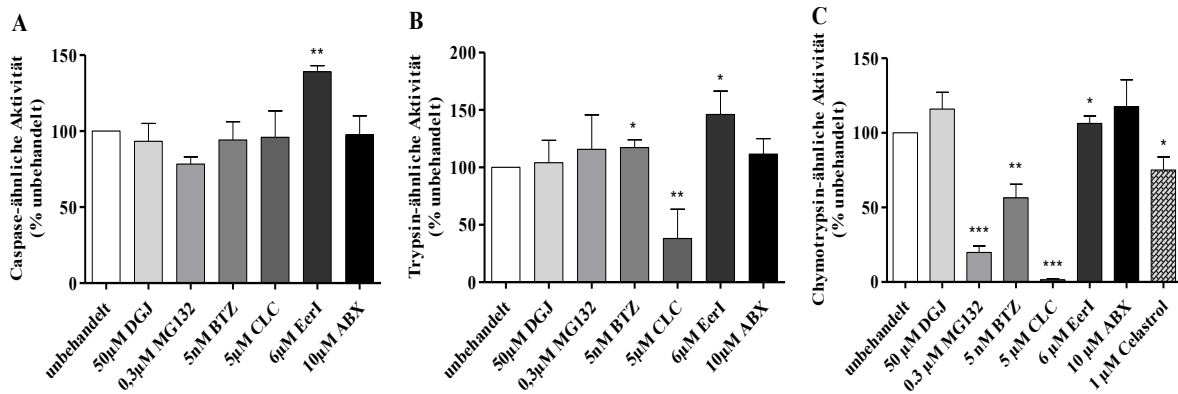 A
Caspase-ähnliche Aktivität
(% unbehandelt)
150
100
50
0
**
unbehandelt
50µM DGJ
0,3µM MG132
5nM BTZ
5µM CLC
6µM EerI
10µM ABX
B
Trypsin-ähnliche Aktivität
(% unbehandelt)
200
150
100
50
0
*
**
*
unbehandelt
50µM DGJ
0,3µM MG132
5nM BTZ
5µM CLC
6µM EerI
10µM ABX
C
Chymotrypsin-ähnliche Aktivität
(% unbehandelt)
150
100
50
0
***
**
***
*
*
unbehandelt
50 µM DGJ
0.3 µM MG132
5 nM BTZ
5 µM CLC
6 µM EerI
10 µM ABX
1 µM Celastrol